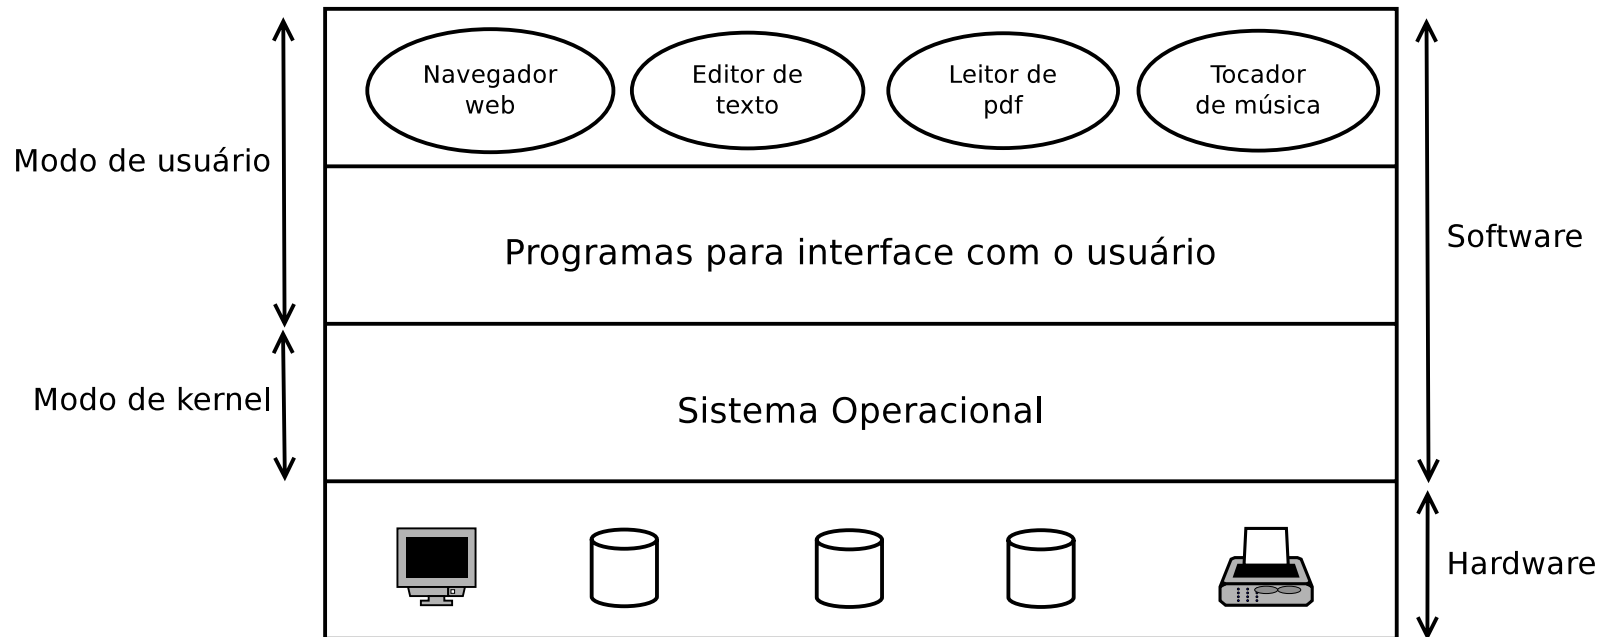 Navegador
web
Editor de
texto
Leitor de
pdf
Tocador
de música
Modo de usuário
Programas para interface com o usuário
Software
Modo de kernel
Sistema Operacional
Hardware